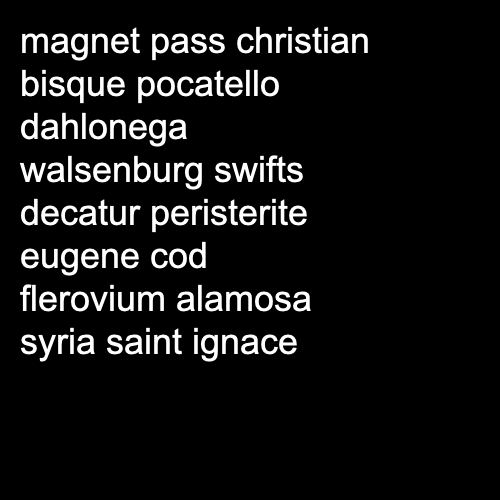 magnet pass christian
bisque pocatello
dahlonega
walsenburg swifts
decatur peristerite
eugene cod
flerovium alamosa
syria saint ignace